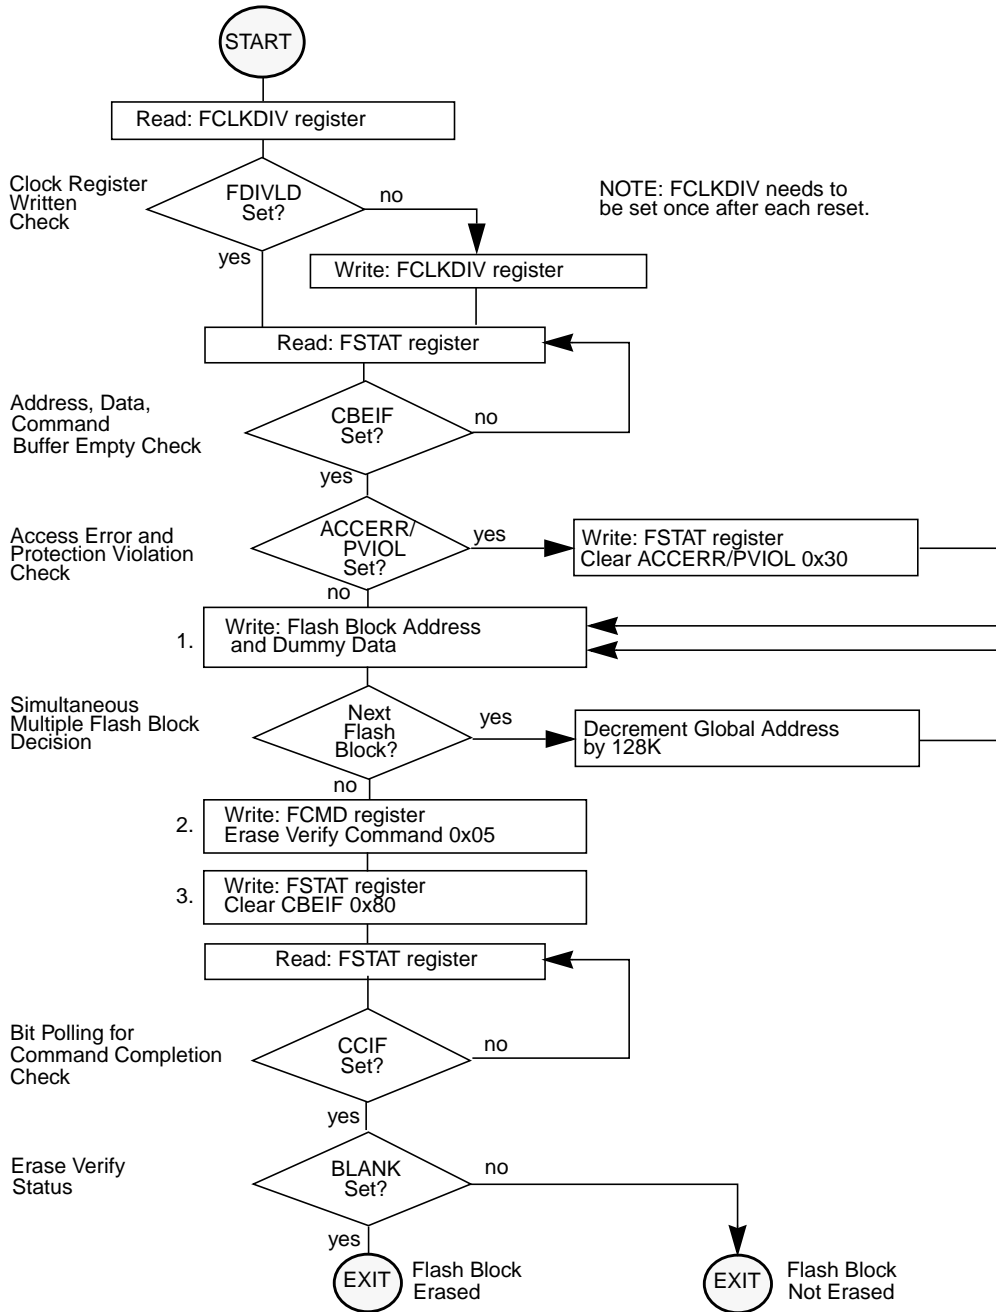 START
Read: FCLKDIV register
Clock Register
Written
Check
FDIVLD
Set?
no
yes
NOTE: FCLKDIV needs to
be set once after each reset.
Write: FCLKDIV register
Read: FSTAT register
Address, Data,
Command
Buffer Empty Check
CBEIF
Set?
no
yes
Access Error and
Protection Violation
Check
ACCERR/
PVIOL
Set?
yes
no
Write: FSTAT register
Clear ACCERR/PVIOL 0x30
1.
Write: Flash Block Address
and Dummy Data
Simultaneous
Multiple Flash Block
Decision
Next
Flash
Block?
yes
no
Decrement Global Address
by 128K
2.
Write: FCMD register
Erase Verify Command 0x05
3.
Write: FSTAT register
Clear CBEIF 0x80
Read: FSTAT register
Bit Polling for
Command Completion
Check
CCIF
Set?
no
yes
Erase Verify
Status
BLANK
Set?
no
yes
EXIT
Flash Block
Erased
EXIT
Flash Block
Not Erased